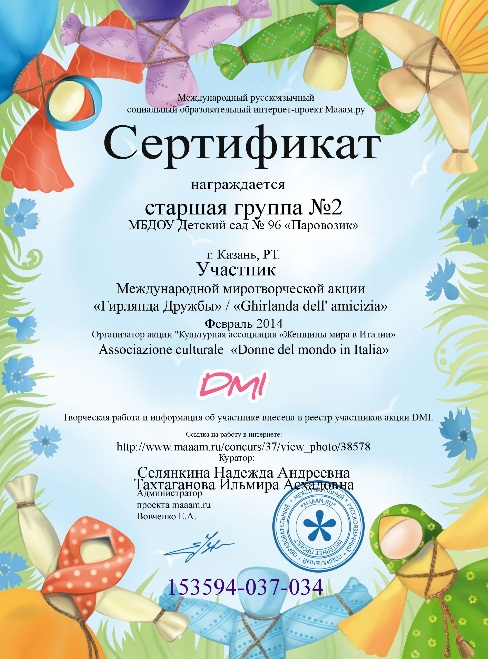 Международный русскоязычный
социальный образовательный интернет-проект Maaam.ру
Сертификат
награждается
старшая группа №2
МБДОУ Детский сад № 96 «Паровозик»
г. Казань, РТ.
Участник
Международной миротворческой акции
«Гирлянда Дружбы» / «Ghirlanda dell' amicizia»
Февраль 2014
Организатор акции "Культурная ассоциация «Женщины мира в Италии»
Associazione culturale «Donne del mondo in Italia»
DMI
Творческая работа и информация об участнике внесена в реестр участников акции DMI.
Ссылка на работу в интернете:
http://www.maaam.ru/concurs/37/view_photo/38578
Куратор:
Селянкина Надежда Андреевна
Тахтаганова Ильмира Асхадовна
Администратор
проекта maaam.ru
Вовченко Е.А.
153594-037-034